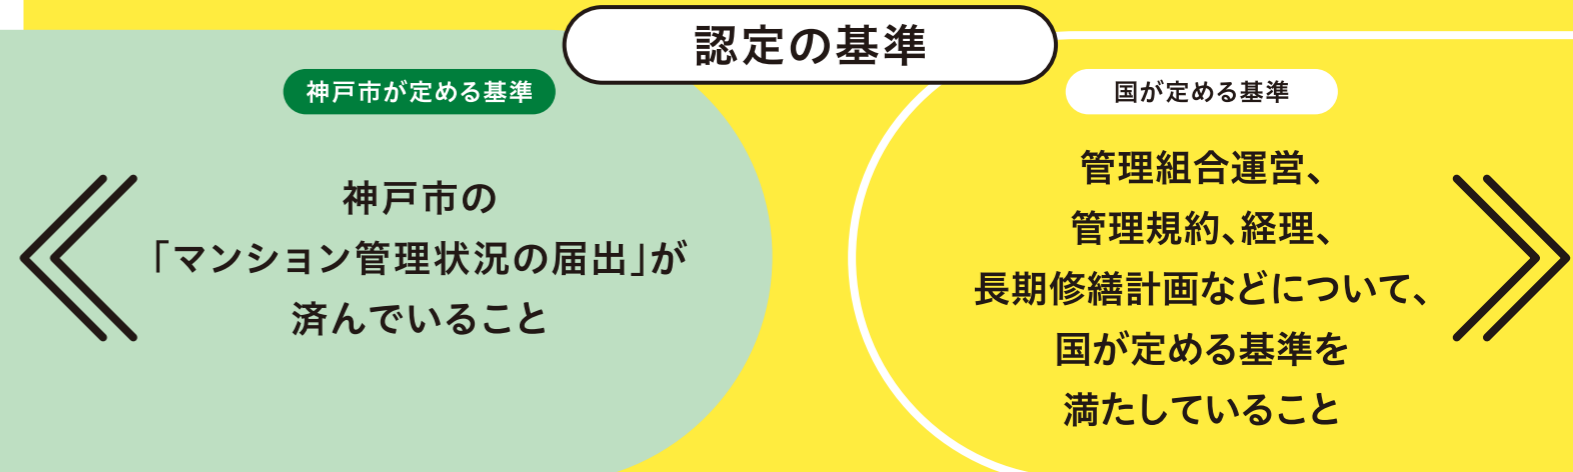 認定の基準
神戸市が定める基準
神戸市の
「マンション管理状況の届出」が
済んでいること
国が定める基準
管理組合運営、
管理規約、経理、
長期修繕計画などについて、
国が定める基準を
満たしていること